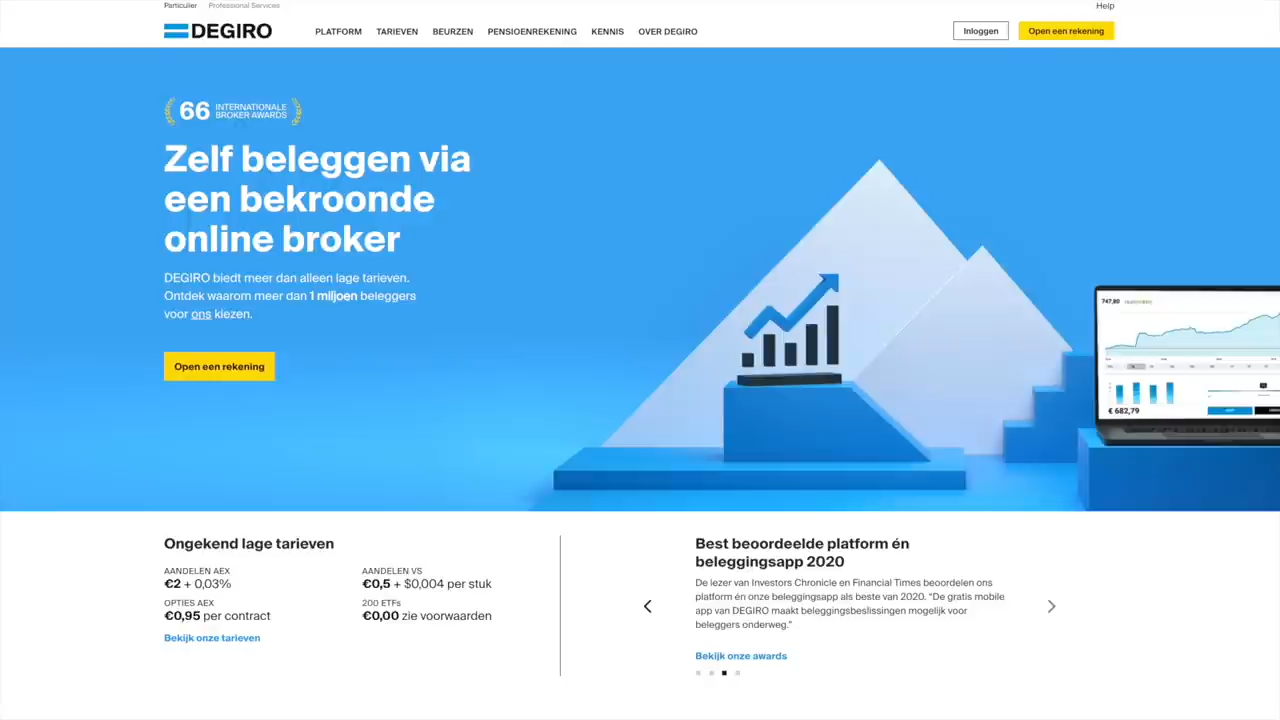 Particulier Professional Services Help
DEGIRO PLATFORM TARIEVEN BEURZEN PENSIOENREKENING KENNIS OVER DEGIRO Inloggen Open een rekening
66 INTERNATIONALE
BROKER AWARDS
Zelf beleggen via
een bekroonde
online broker
DEGIRO biedt meer dan alleen lage tarieven.
Ontdek waarom meer dan 1 miljoen beleggers
voor ons kiezen.
Open een rekening
747,80
€ 682,79
Ongekend lage tarieven
AANDELEN AEX
€2 + 0,03%
AANDELEN VS
€0,5 + $0,004 per stuk
OPTIES AEX
€0,95 per contract
200 ETFs
€0,00 zie voorwaarden
Bekijk onze tarieven
Best beoordeelde platform én
beleggingsapp 2020
De lezer van Investors Chronicle en Financial Times beoordelen ons
platform én onze beleggingsapp als beste van 2020. “De gratis mobile
app van DEGIRO maakt beleggingsbeslissingen mogelijk voor
beleggers onderweg.”
Bekijk onze awards